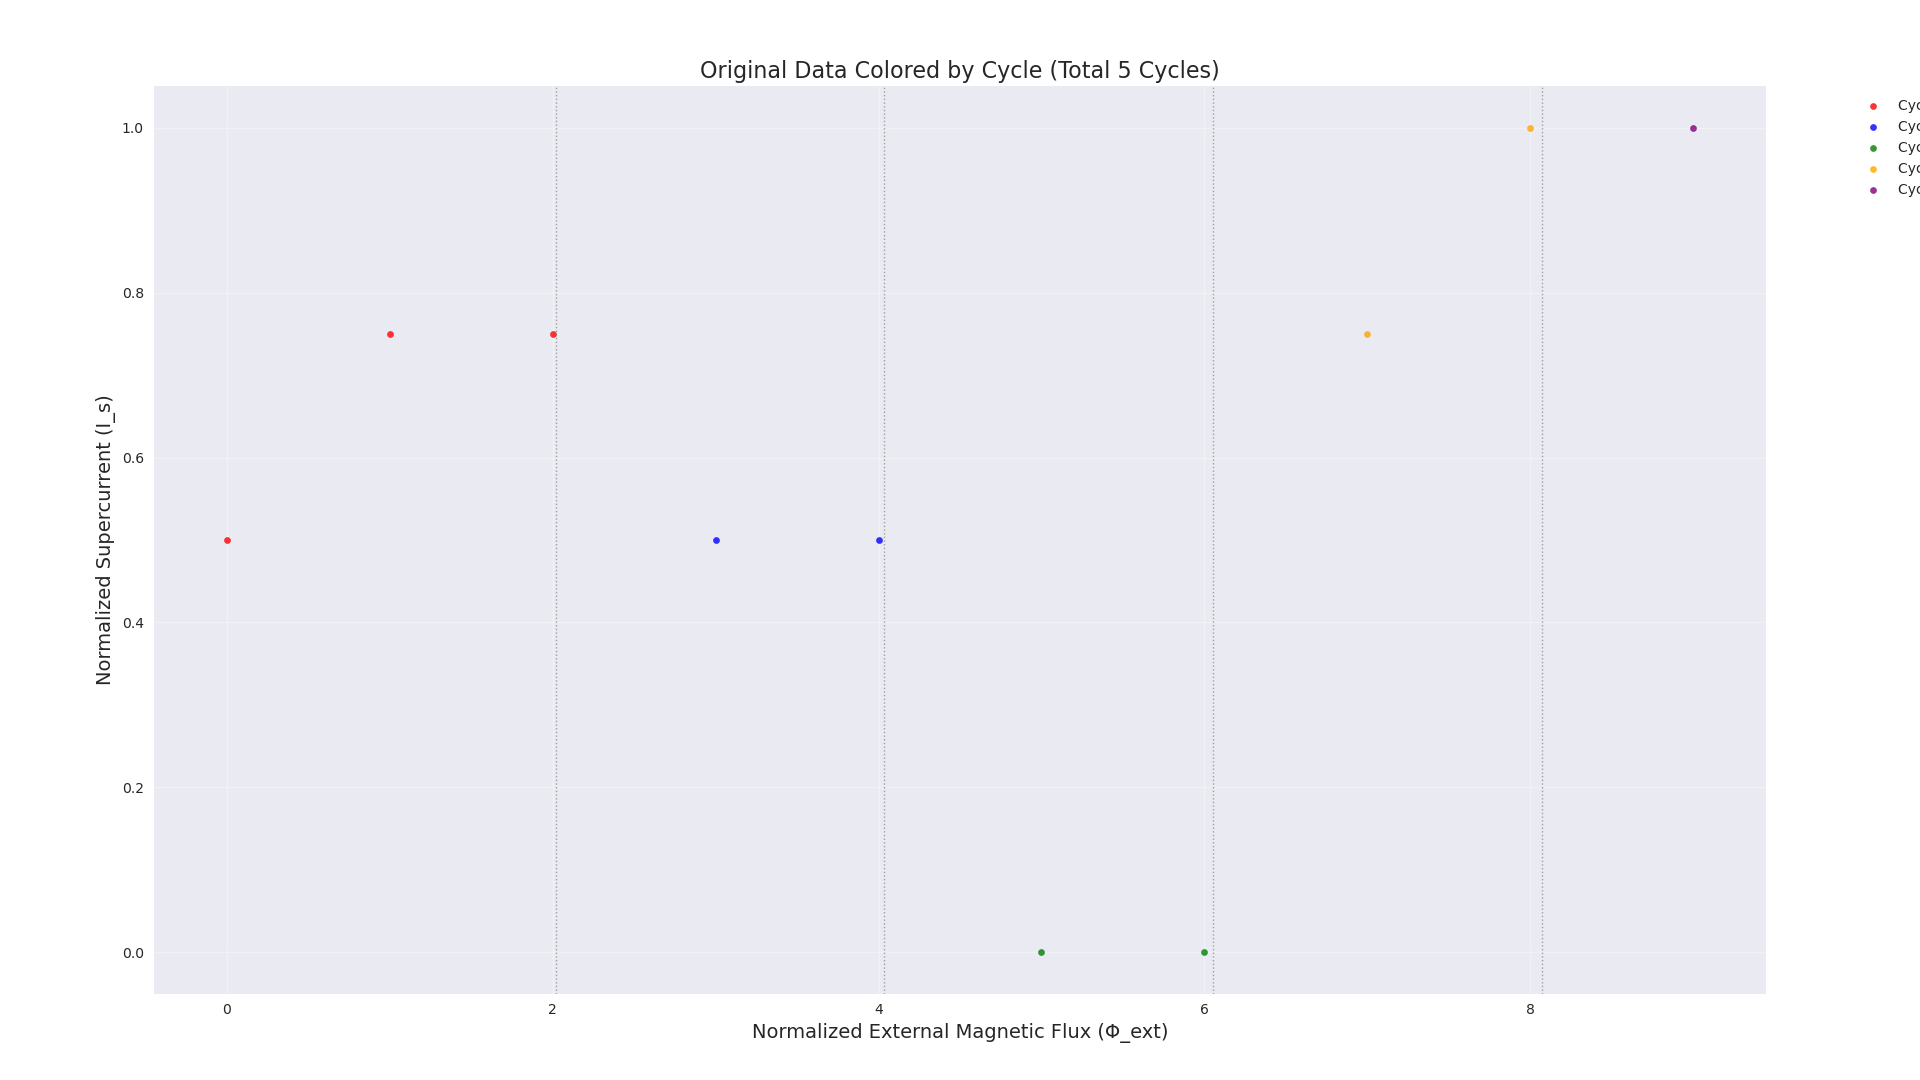 Original Data Colored by Cycle (Total 5 Cycles)
Cyc
Cyc
Cyc
Cyc
Cyc
1.0
0.8
0.6
0.4
0.2
0.0
Normalized Supercurrent (I_s)
0 2 4 6 8
Normalized External Magnetic Flux (Φ_ext)